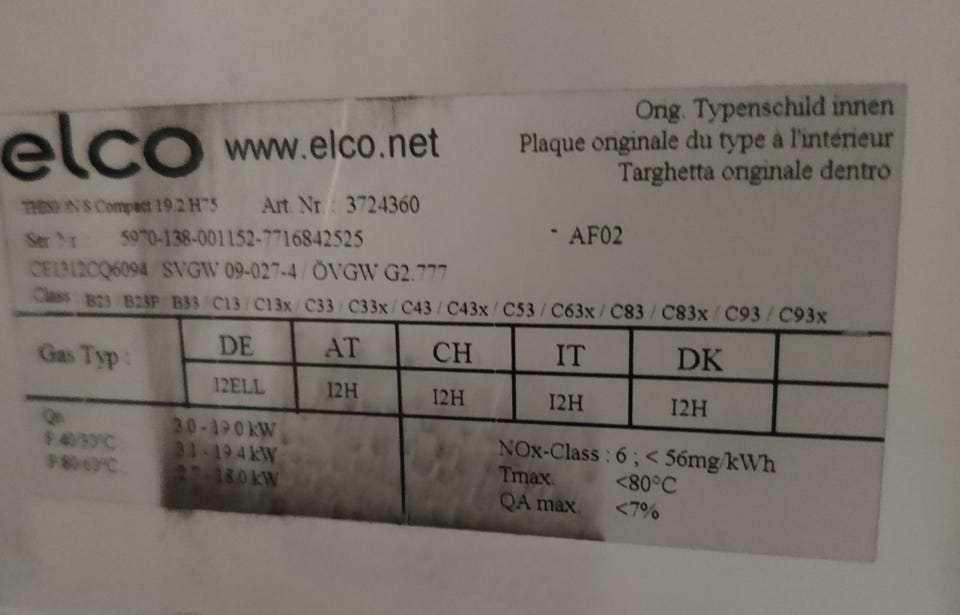 elco www.elco.net
Orig. Typenschild innen
Plaque originale du type à l'intérieur
Targhetta originale dentro
THISION S Compact 19.2 H75 Art. Nr. : 3724360
Ser Nr 5970-138-001152-7716842525 - AF02
CE1312CQ6094 / SVGW 09-027-4 / ÖVGW G2.777
Class : B23 / B23P / B33 / C13 / C13x / C33 / C33x / C43 / C43x / C53 / C63x / C83 / C83x / C93 / C93x
Gas Typ : DE AT CH IT DK
I2ELL I2H I2H I2H I2H
Qn 3.0 - 19.0 kW
P 40/30°C 3.1 - 19.4 kW
P 80/60°C 2.7 - 18.0 kW
NOx-Class : 6 ; < 56mg/kWh
Tmax. <80°C
QA max. <7%